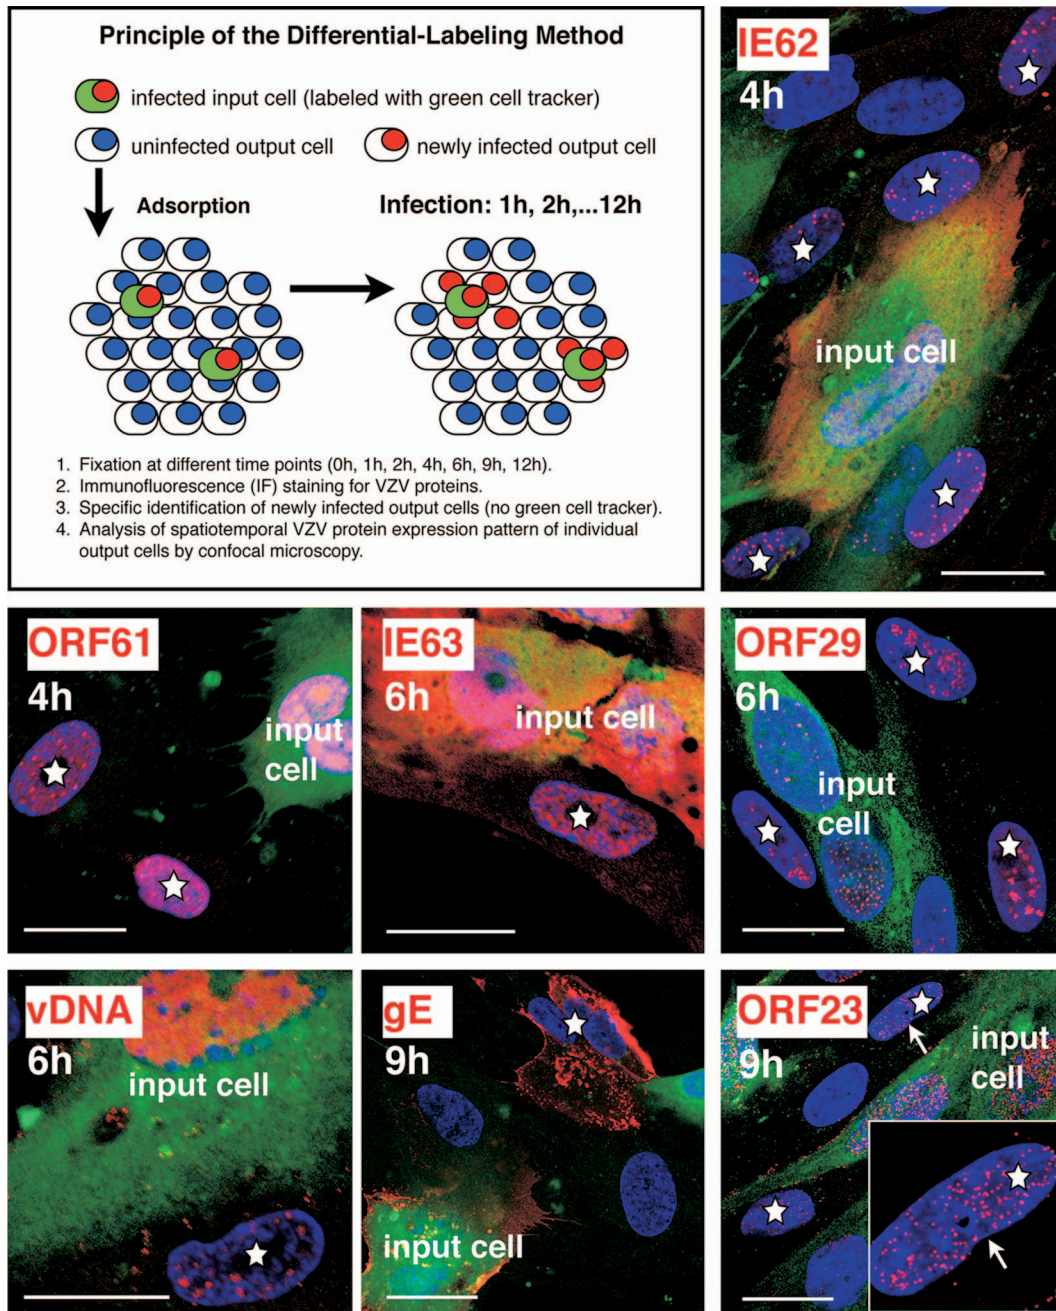 Principle of the Differential-Labeling Method
infected input cell (labeled with green cell tracker)
uninfected output cell
newly infected output cell
Adsorption
Infection: 1h, 2h,...12h
1. Fixation at different time points (0h, 1h, 2h, 4h, 6h, 9h, 12h).
2. Immunofluorescence (IF) staining for VZV proteins.
3. Specific identification of newly infected output cells (no green cell tracker).
4. Analysis of spatiotemporal VZV protein expression pattern of individual
output cells by confocal microscopy.
IE62
4h
input cell
ORF61
4h
input
cell
IE63
6h
input cell
ORF29
6h
input
cell
vDNA
6h
input cell
gE
9h
input cell
ORF23
9h
input
cell